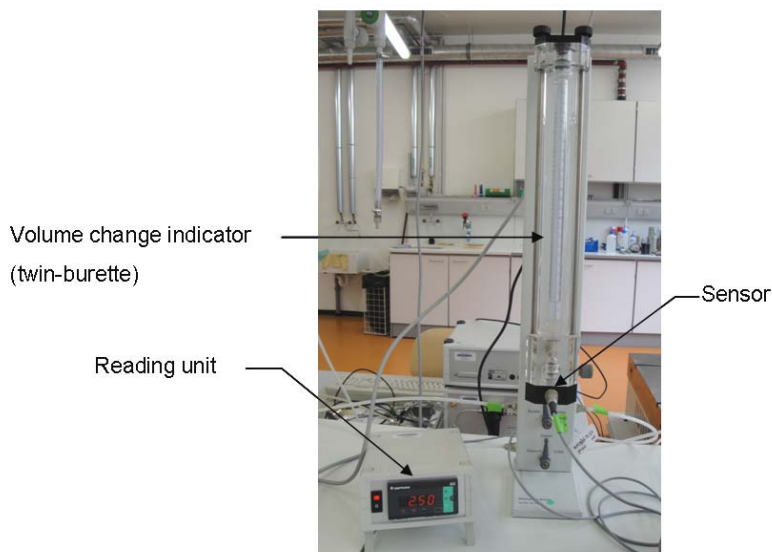 Volume change indicator
(twin-burette)
Sensor
Reading unit
250